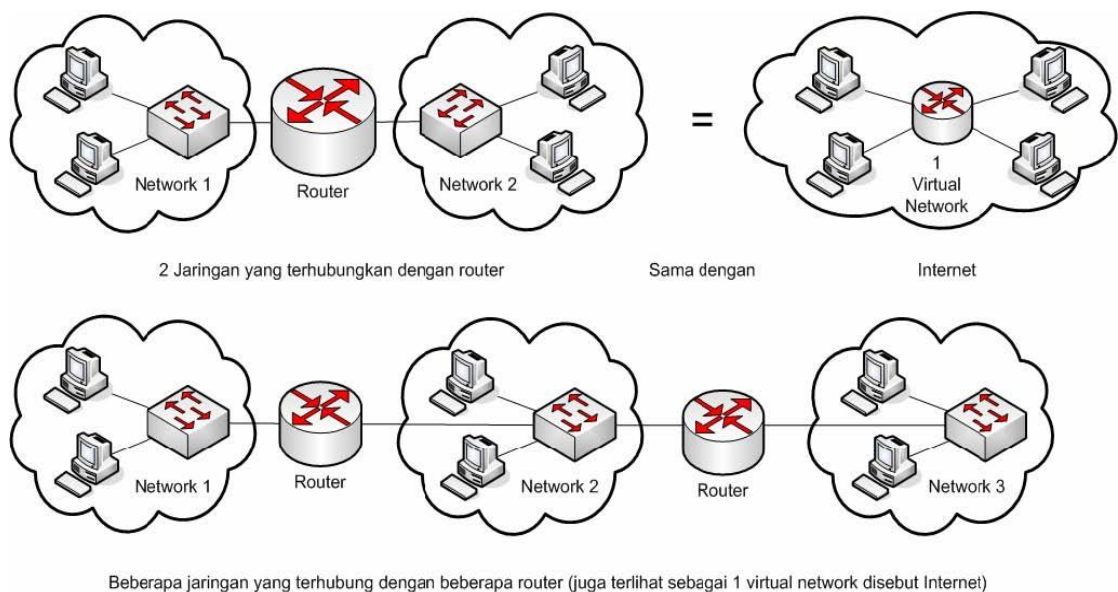 Network 1
Router
Network 2
=
1
Virtual
Network
2 Jaringan yang terhubungkan dengan router
Sama dengan
Internet
Network 1
Router
Network 2
Router
Network 3
Beberapa jaringan yang terhubung dengan beberapa router (juga terlihat sebagai 1 virtual network disebut Internet)